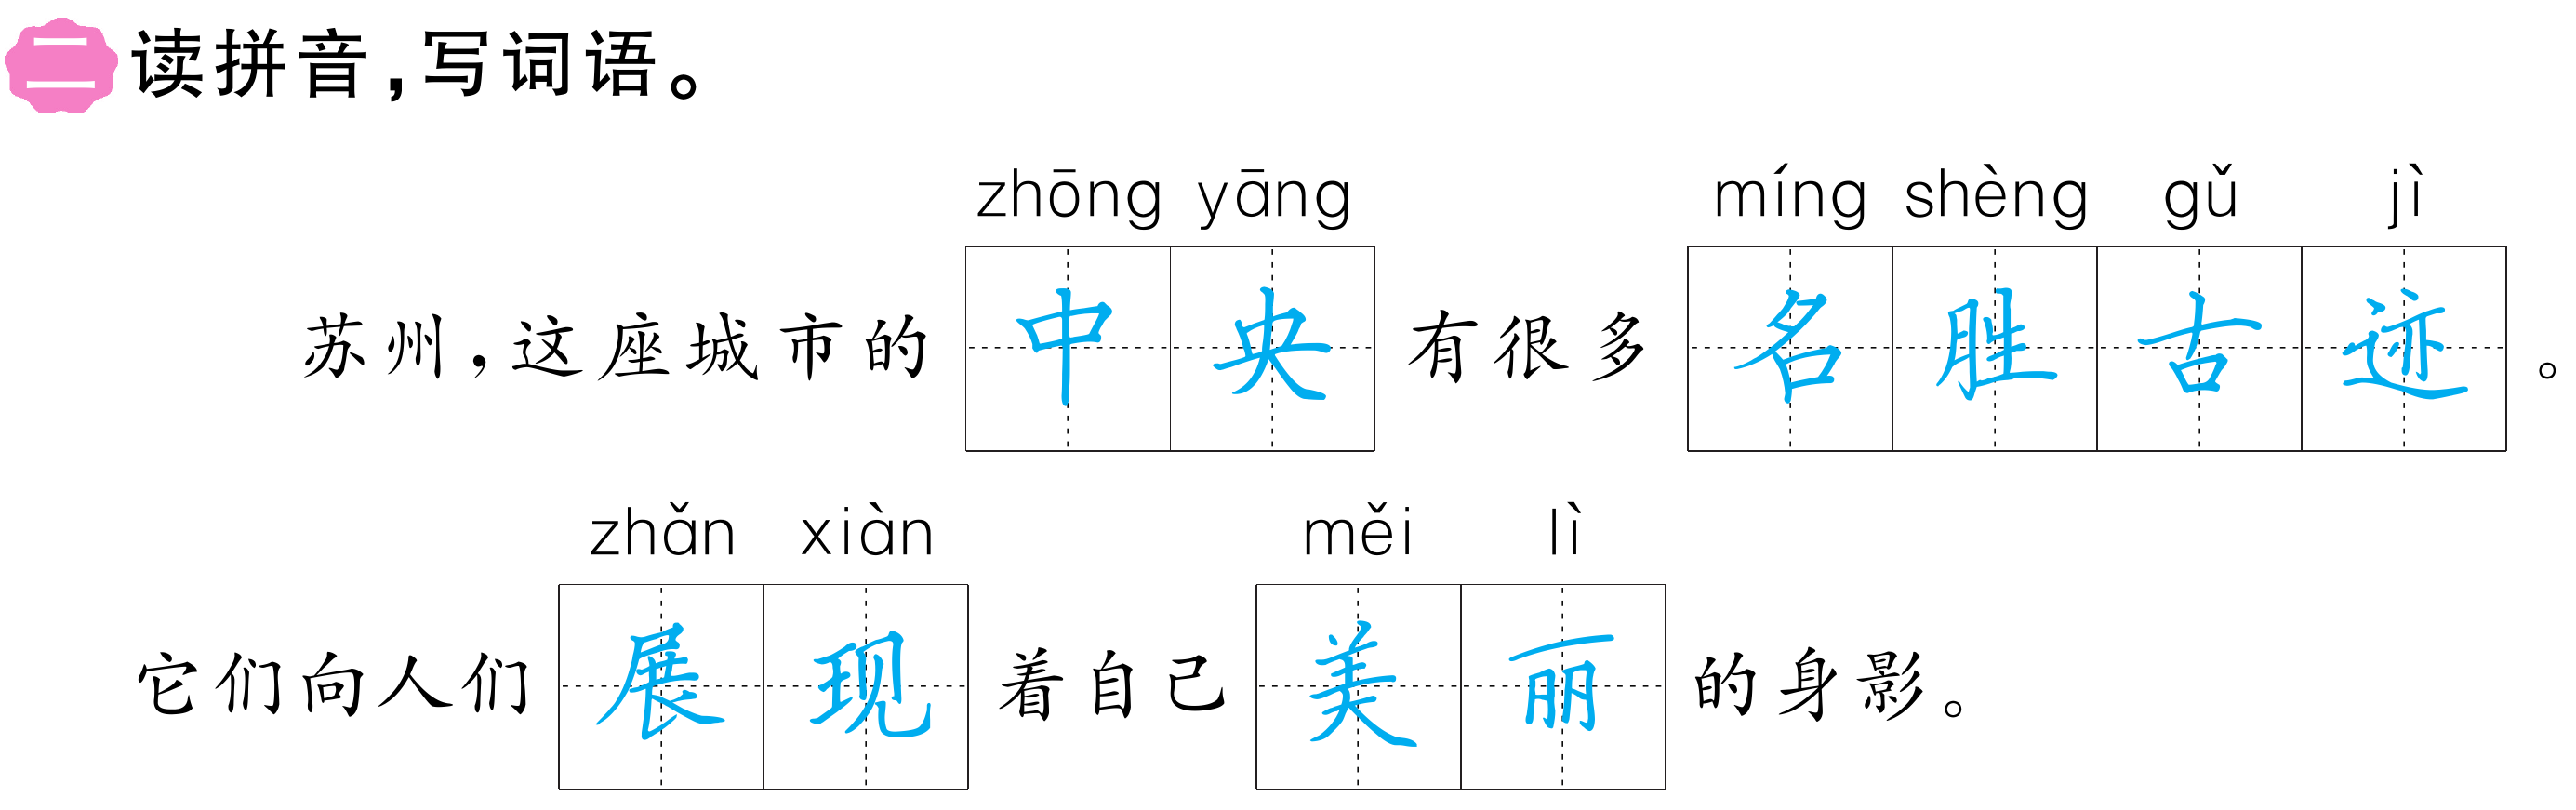 二 读拼音,写词语。
zhōng yāng míng shèng gǔ jì
苏州,这座城市的中央有很多名胜古迹。
zhǎn xiàn měi lì
它们向人们展现着自己美丽的身影。